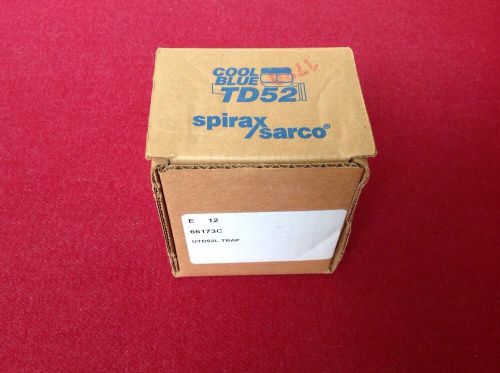 COOL
BLUE
TD52
spirax
sarco®
E 12
66173C
UTD52L TRAP